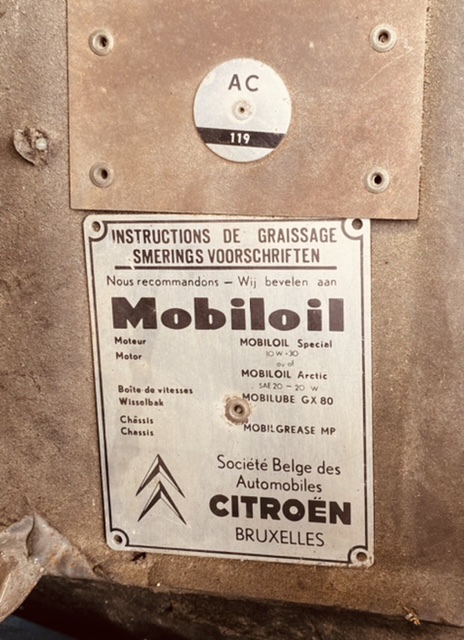 AC
119
INSTRUCTIONS DE GRAISSAGE
SMERINGS VOORSCHRIFTEN
Nous recommandons – Wij bevelen aan
Mobiloil
Moteur MOBILOIL Special
10 W-30
Motor
ou of
MOBILOIL Arctic
SAE 20 - 20 W
Boîte de vitesses
Wisselbak MOBILUBE GX 80
Châssis
Chassis MOBILGREASE MP
Société Belge des
Automobiles
CITROËN
BRUXELLES